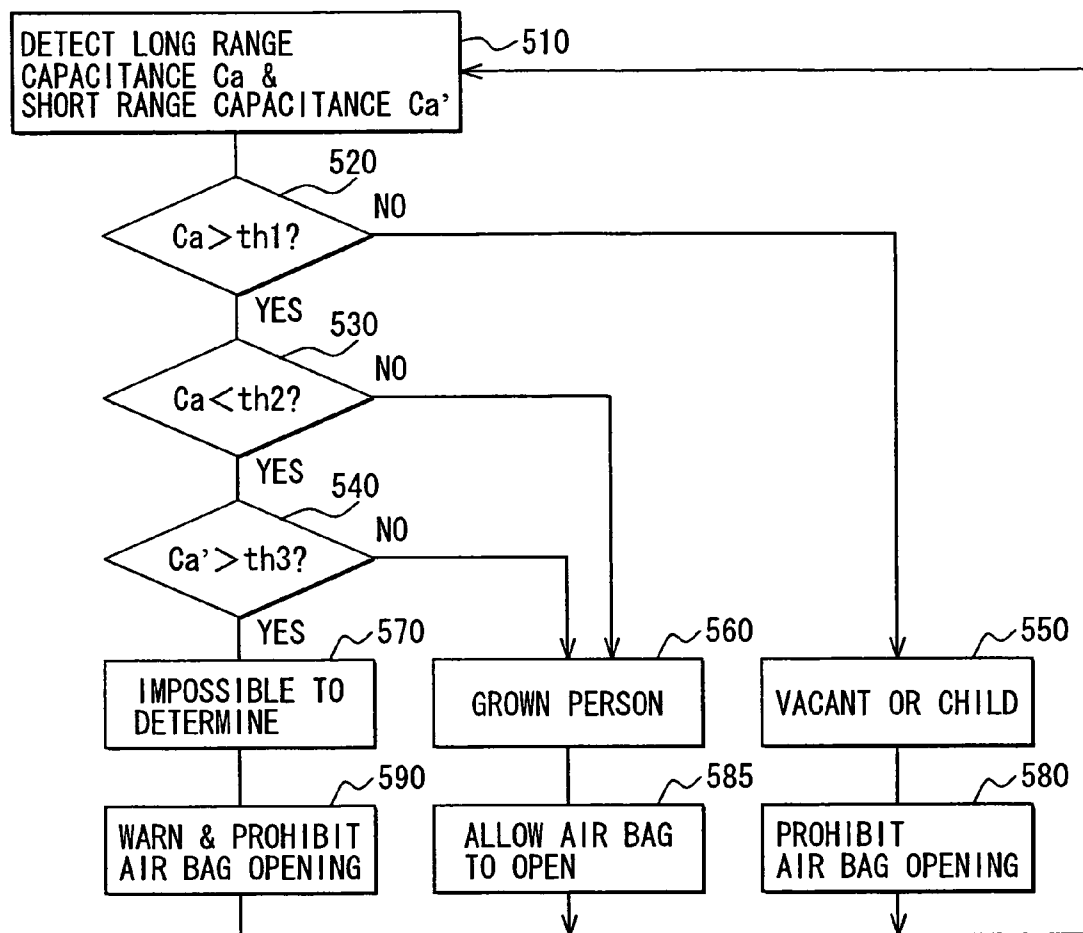 DETECT LONG RANGE
CAPACITANCE Ca &
SHORT RANGE CAPACITANCE Ca'
510
520
Ca>th1?
NO
YES
530
Ca<th2?
NO
YES
540
Ca'>th3?
NO
YES
570
IMPOSSIBLE TO
DETERMINE
560
GROWN PERSON
550
VACANT OR CHILD
590
WARN & PROHIBIT
AIR BAG OPENING
585
ALLOW AIR BAG
TO OPEN
580
PROHIBIT
AIR BAG OPENING